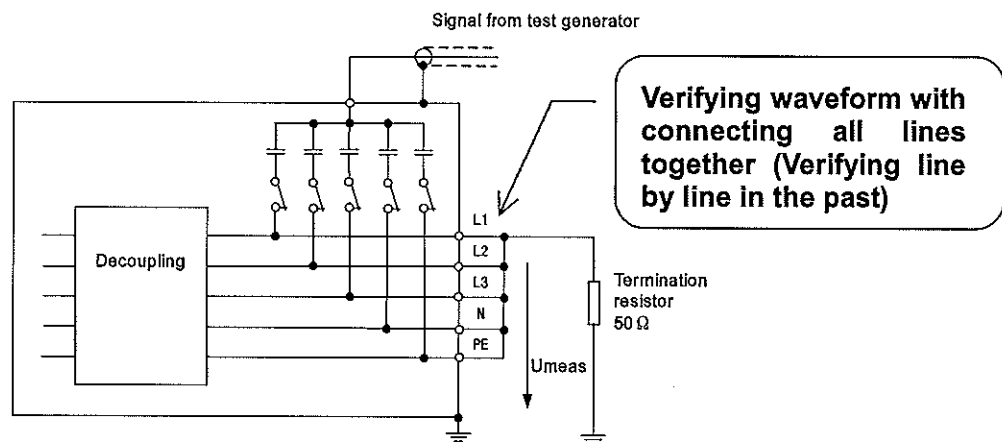 Signal from test generator
Verifying waveform with
connecting all lines
together (Verifying line
by line in the past)
L1
L2
Decoupling
L3
N
PE
Termination
resistor
50 Ω
Umeas